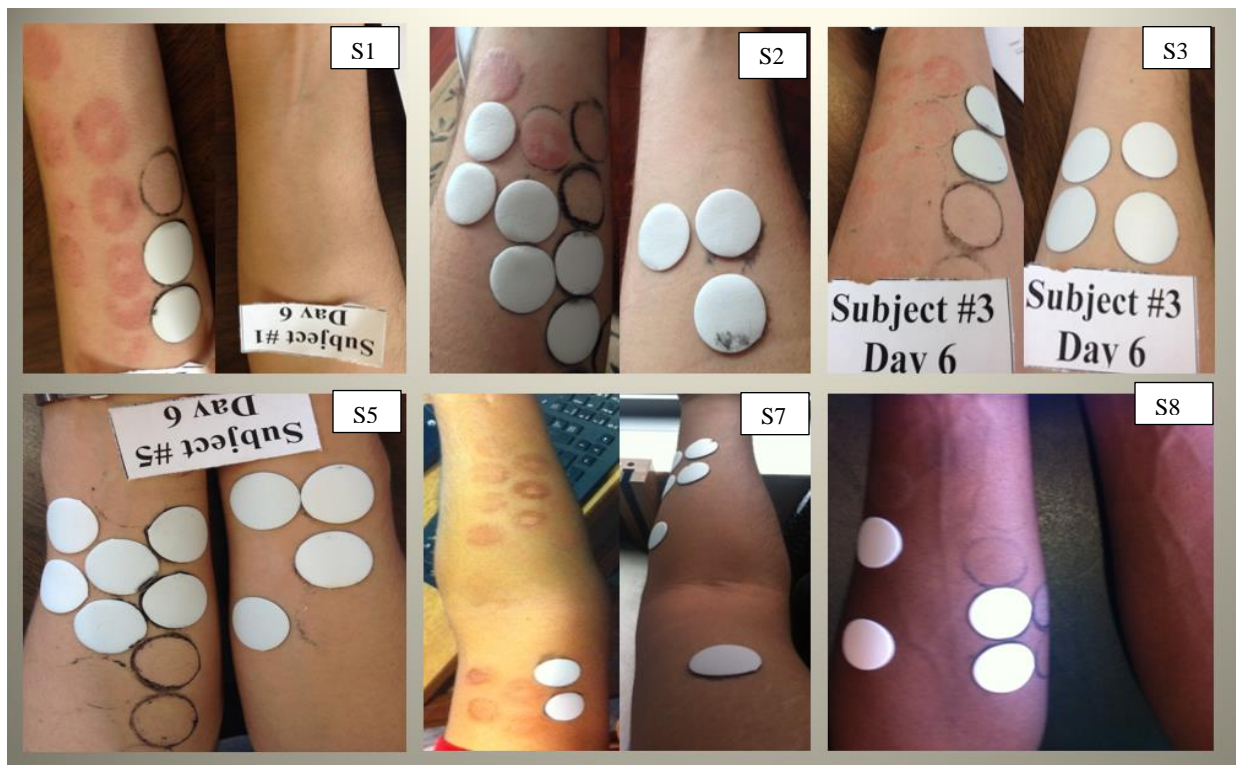 S1
S2
S3
Subject #1
Day 6
Subject #3
Day 6
Subject #3
Day 6
S5
S7
S8
Subject #5
Day 6